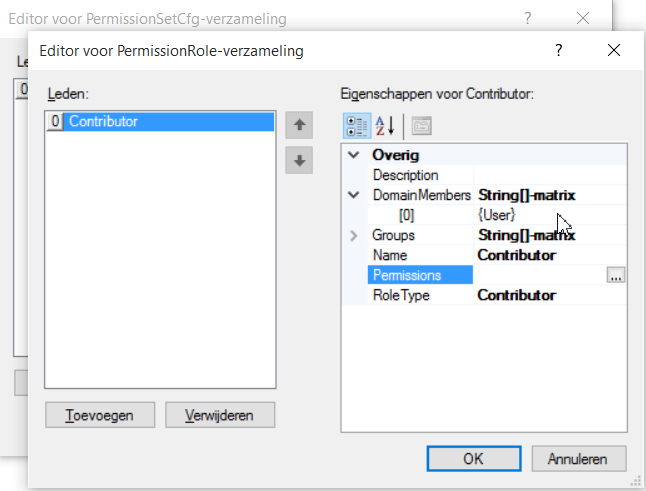 Editor voor PermissionSetCfg-verzameling
?
Le
0
Editor voor PermissionRole-verzameling
?
Leden:
0 Contributor
Toevoegen Verwijderen
Eigenschappen voor Contributor:
A
Z
Overig
Description
DomainMembers String[]-matrix
[0] {User}
Groups String[]-matrix
Name Contributor
Permissions ...
RoleType Contributor
OK Annuleren